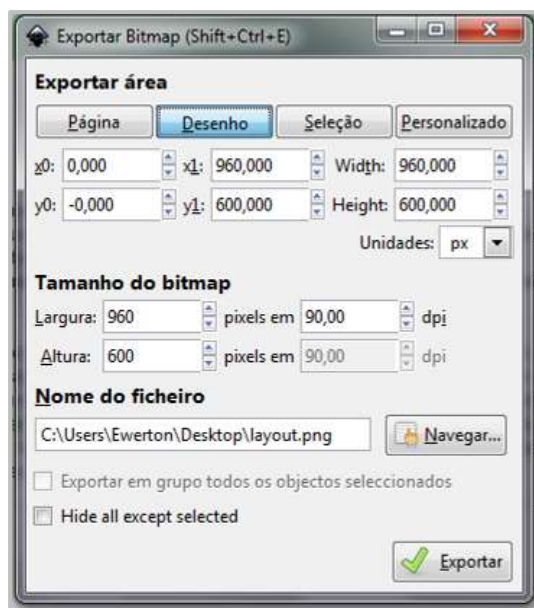 Exportar Bitmap (Shift+Ctrl+E)
Exportar área
Página Desenho Seleção Personalizado
x0: 0,000 x1: 960,000 Width: 960,000
y0: -0,000 y1: 600,000 Height: 600,000
Unidades: px
Tamanho do bitmap
Largura: 960 pixels em 90,00 dpi
Altura: 600 pixels em 90,00 dpi
Nome do ficheiro
C:\Users\Ewerton\Desktop\layout.png Navegar...
Exportar em grupo todos os objectos seleccionados
Hide all except selected
Exportar